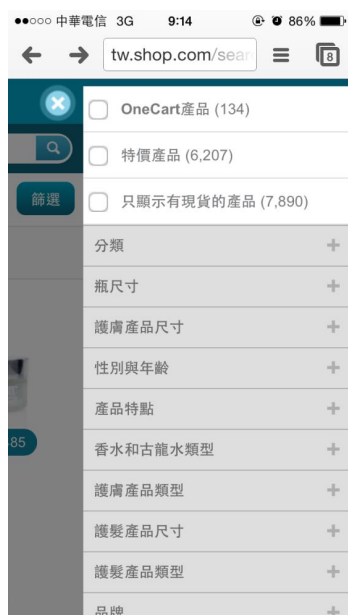 中華電信 3G 9:14 86%
tw.shop.com/sear
8
OneCart產品 (134)
特價產品 (6,207)
篩選
只顯示有現貨的產品 (7,890)
分類
瓶尺寸
護膚產品尺寸
性別與年齡
產品特點
85
香水和古龍水類型
護膚產品類型
護髮產品尺寸
護髮產品類型
品牌